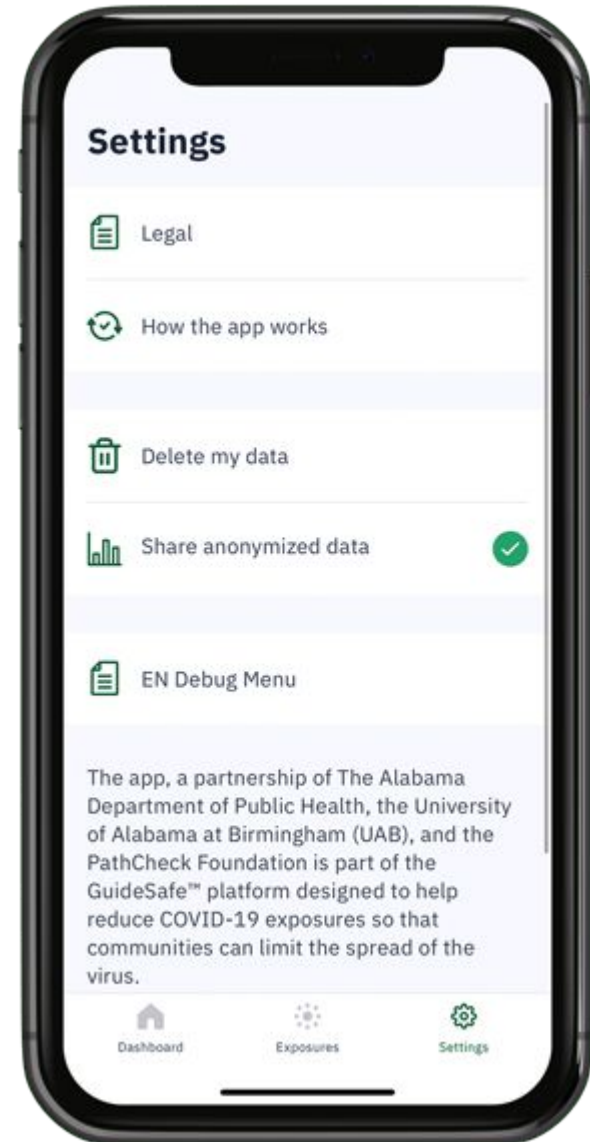 Settings
Legal
How the app works
Delete my data
Share anonymized data
EN Debug Menu
The app, a partnership of The Alabama
Department of Public Health, the University
of Alabama at Birmingham (UAB), and the
PathCheck Foundation is part of the
GuideSafe™ platform designed to help
reduce COVID-19 exposures so that
communities can limit the spread of the
virus.
Dashboard Exposures Settings